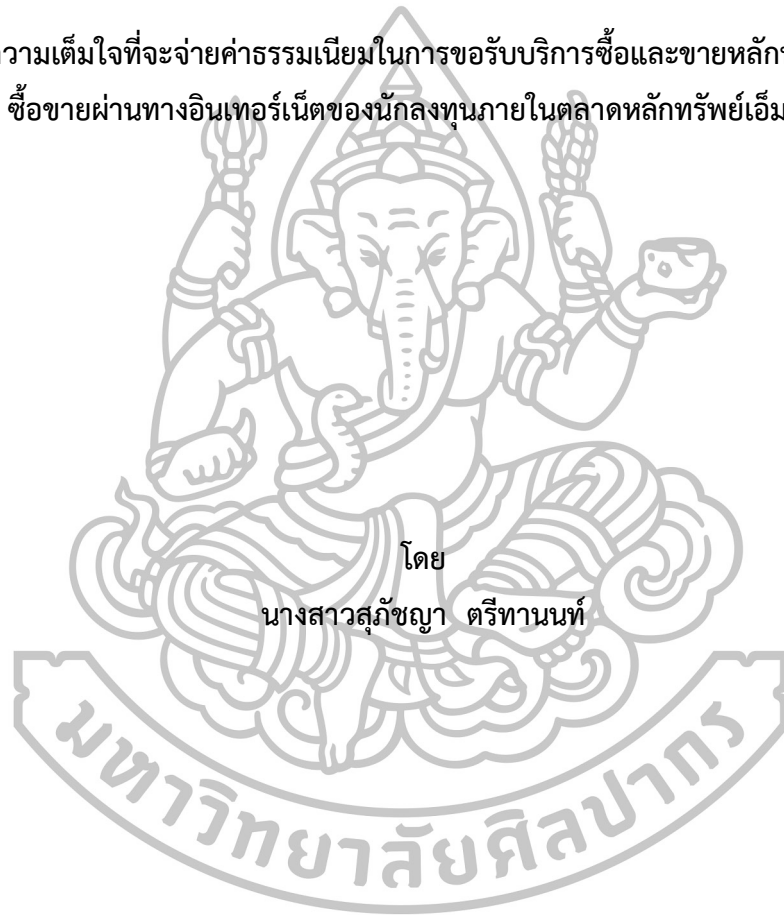 วามเต็มใจที่จะจ่ายค่าธรรมเนียมในการขอรับบริการซื้อและขายหลัก
ซื้อขายผ่านทางอินเทอร์เน็ตของนักลงทุนภายในตลาดหลักทรัพย์เอ็ม
โดย
นางสาวสุภัชญา ตรีทานนท์
มหาวิทยาลัยศิลปากร